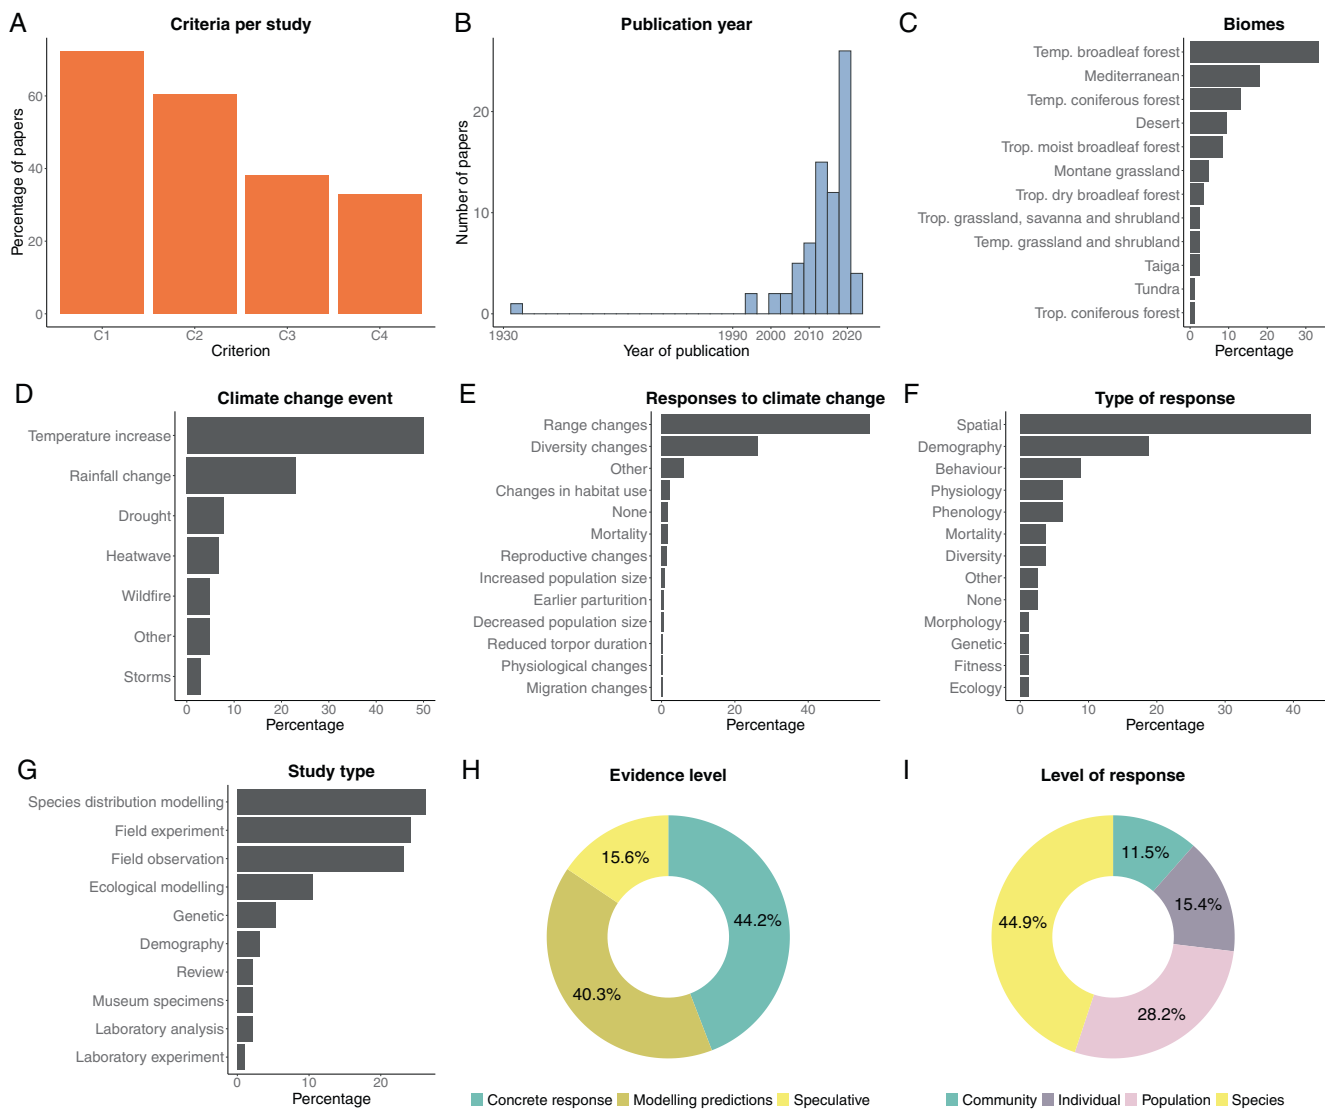 A
Criteria per study
Percentage of papers
60
40
20
0
C1 C2 C3 C4
Criterion
B
Publication year
Number of papers
20
10
0
1930 1990 2000 2010 2020
Year of publication
C
Biomes
Temp. broadleaf forest
Mediterranean
Temp. coniferous forest
Desert
Trop. moist broadleaf forest
Montane grassland
Trop. dry broadleaf forest
Trop. grassland, savanna and shrubland
Temp. grassland and shrubland
Taiga
Tundra
Trop. coniferous forest
0 10 20 30
Percentage
D
Climate change event
Temperature increase
Rainfall change
Drought
Heatwave
Wildfire
Other
Storms
0 10 20 30 40 50
Percentage
E
Responses to climate change
Range changes
Diversity changes
Other
Changes in habitat use
None
Mortality
Reproductive changes
Increased population size
Earlier parturition
Decreased population size
Reduced torpor duration
Physiological changes
Migration changes
0 20 40
Percentage
F
Type of response
Spatial
Demography
Behaviour
Physiology
Phenology
Mortality
Diversity
Other
None
Morphology
Genetic
Fitness
Ecology
0 10 20 30 40
Percentage
G
Study type
Species distribution modelling
Field experiment
Field observation
Ecological modelling
Genetic
Demography
Review
Museum specimens
Laboratory analysis
Laboratory experiment
0 10 20
Percentage
H
Evidence level
15.6%
44.2%
40.3%
Concrete response Modelling predictions Speculative
I
Level of response
11.5%
15.4%
44.9%
28.2%
Community Individual Population Species